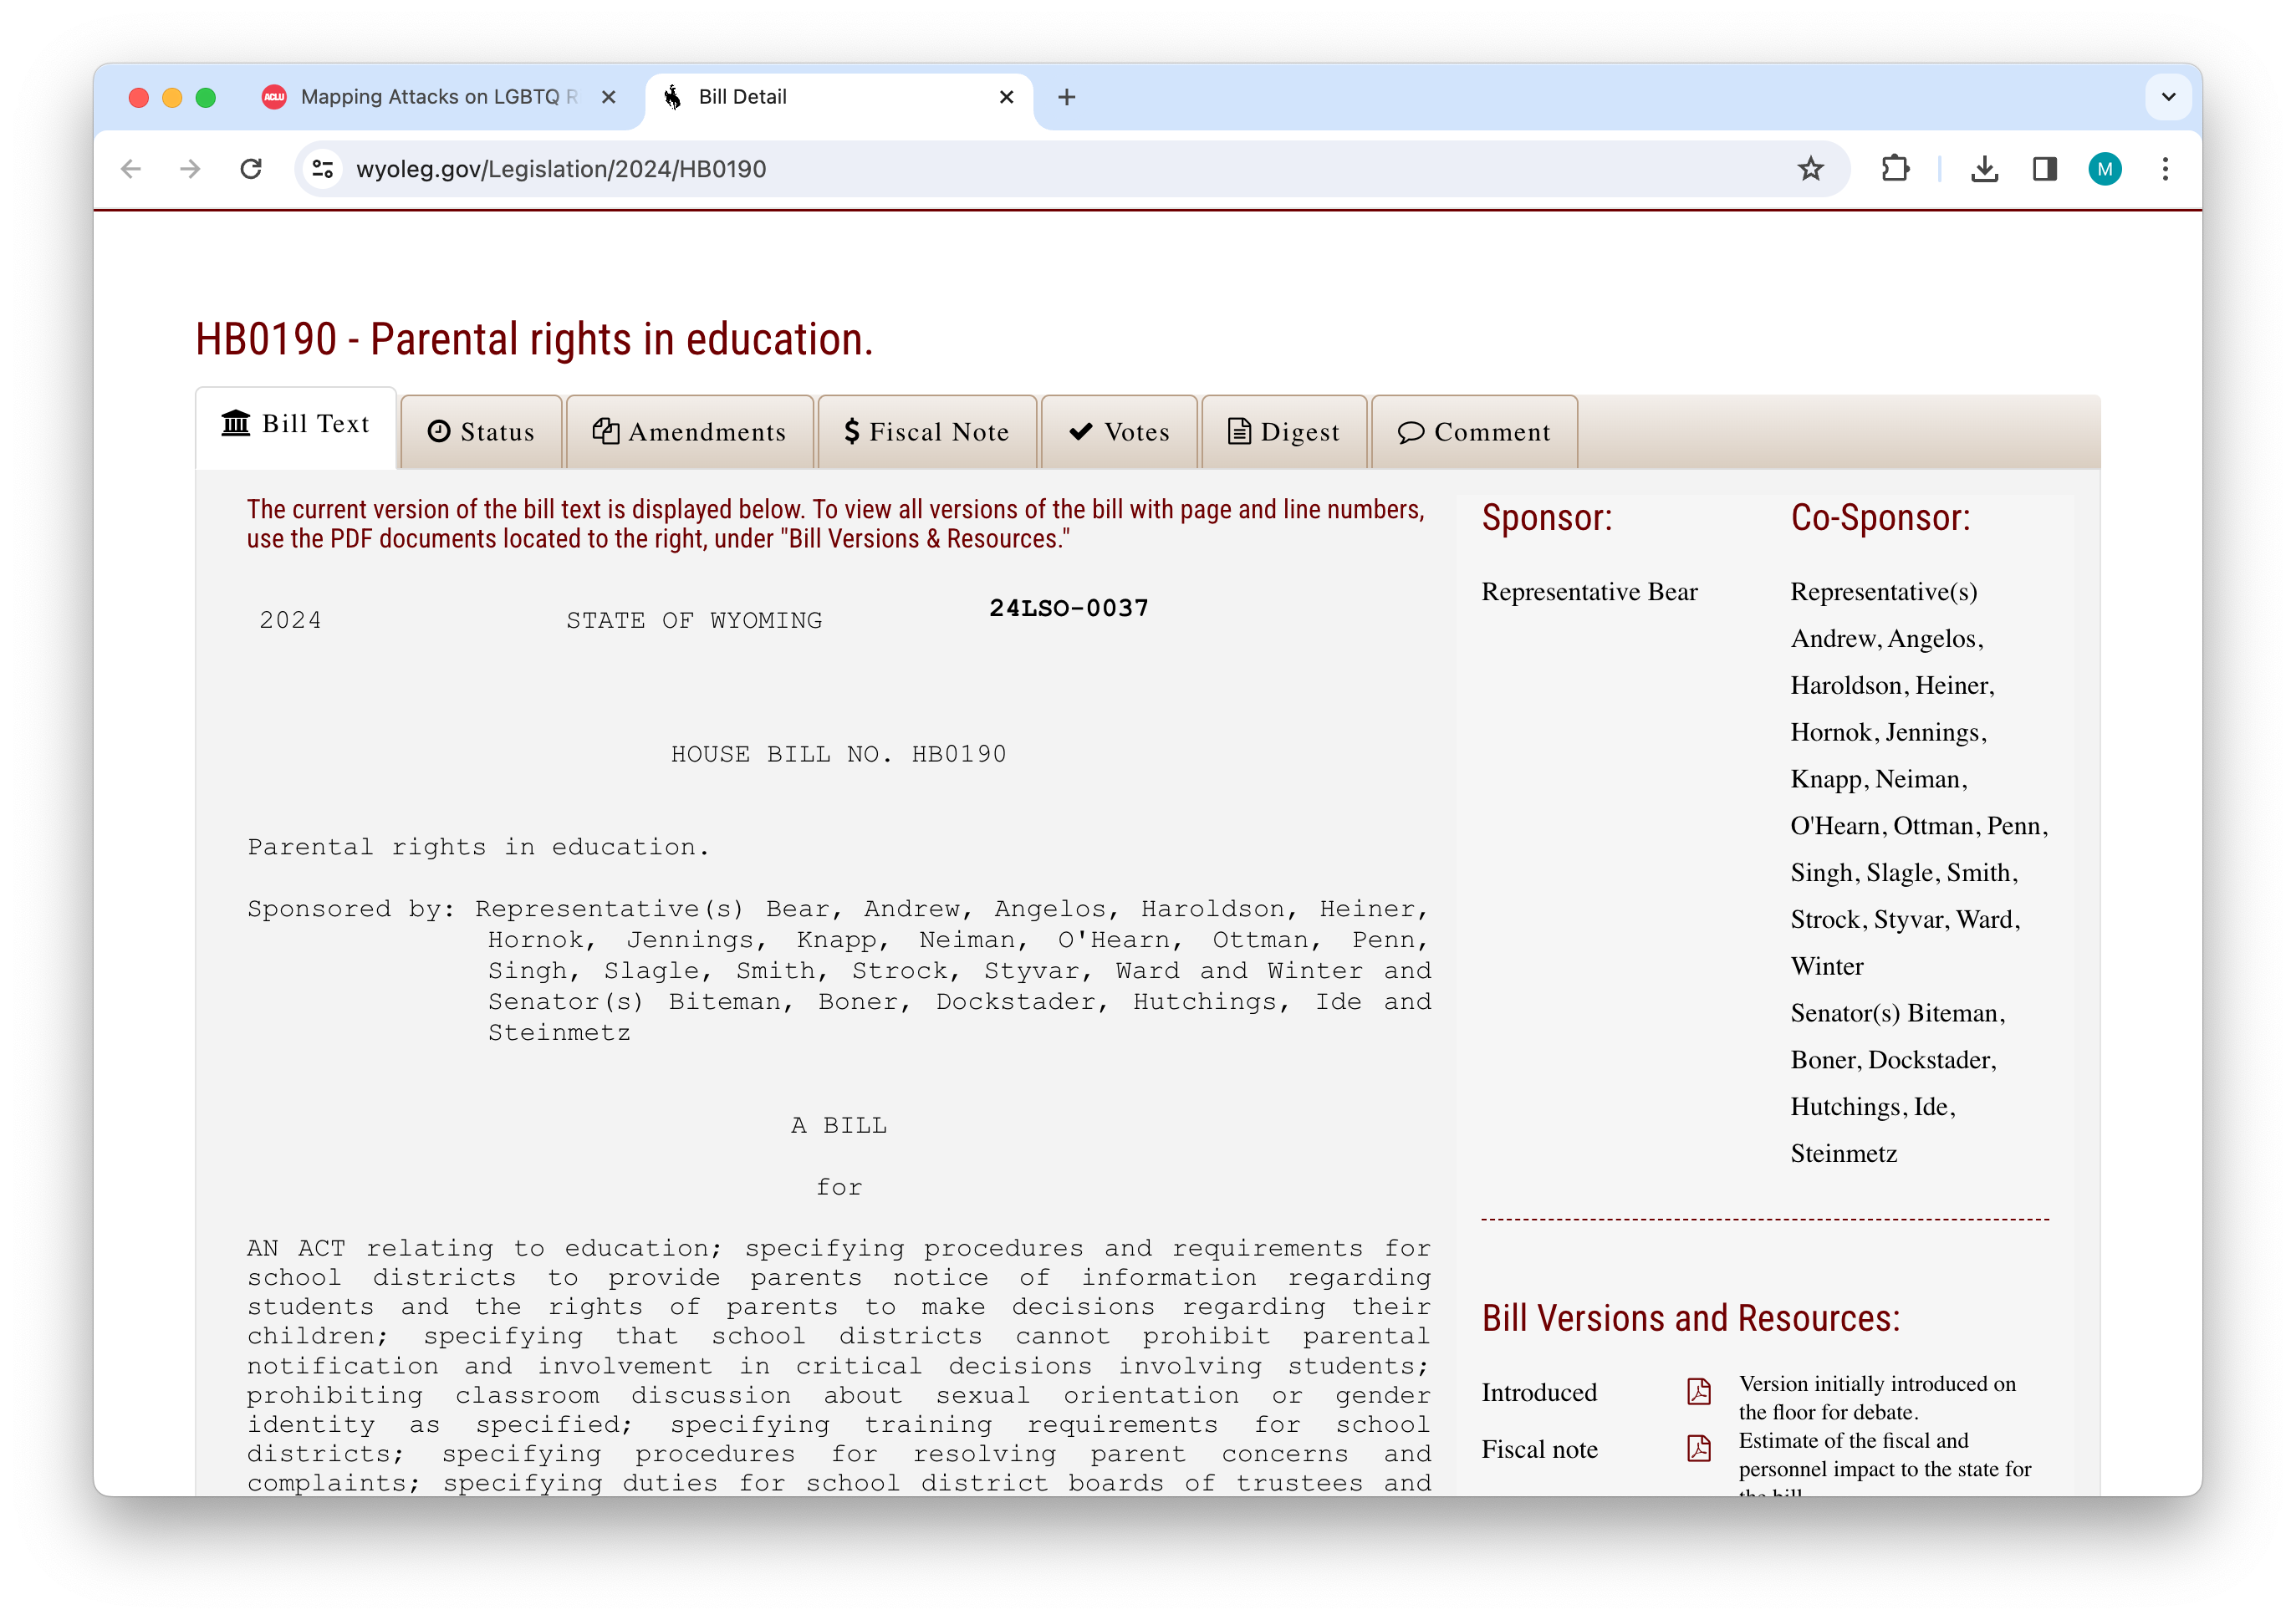 Mapping Attacks on LGBTQ R
Bill Detail
wyoleg.gov/Legislation/2024/HB0190
M
HB0190 - Parental rights in education.
Bill Text
Status
Amendments
Fiscal Note
Votes
Digest
Comment
The current version of the bill text is displayed below. To view all versions of the bill with page and line numbers,
use the PDF documents located to the right, under "Bill Versions & Resources."
2024 STATE OF WYOMING 24LSO-0037
HOUSE BILL NO. HB0190
Parental rights in education.
Sponsored by: Representative(s) Bear, Andrew, Angelos, Haroldson, Heiner,
Hornok, Jennings, Knapp, Neiman, O'Hearn, Ottman, Penn,
Singh, Slagle, Smith, Strock, Styvar, Ward and Winter and
Senator(s) Biteman, Boner, Dockstader, Hutchings, Ide and
Steinmetz
A BILL
for
AN ACT relating to education; specifying procedures and requirements for
school districts to provide parents notice of information regarding
students and the rights of parents to make decisions regarding their
children; specifying that school districts cannot prohibit parental
notification and involvement in critical decisions involving students;
prohibiting classroom discussion about sexual orientation or gender
identity as specified; specifying training requirements for school
districts; specifying procedures for resolving parent concerns and
complaints; specifying duties for school district boards of trustees and
Sponsor:
Representative Bear
Co-Sponsor:
Representative(s)
Andrew, Angelos,
Haroldson, Heiner,
Hornok, Jennings,
Knapp, Neiman,
O'Hearn, Ottman, Penn,
Singh, Slagle, Smith,
Strock, Styvar, Ward,
Winter
Senator(s) Biteman,
Boner, Dockstader,
Hutchings, Ide,
Steinmetz
Bill Versions and Resources:
Introduced
Version initially introduced on
the floor for debate.
Fiscal note
Estimate of the fiscal and
personnel impact to the state for
the bill
ACLU